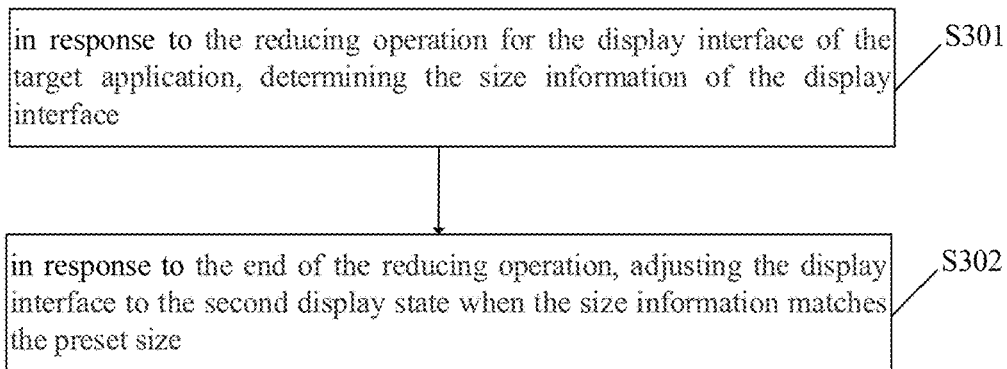 in response to the reducing operation for the display interface of the
target application, determining the size information of the display
interface
S301
in response to the end of the reducing operation, adjusting the display
interface to the second display state when the size information matches
the preset size
S302